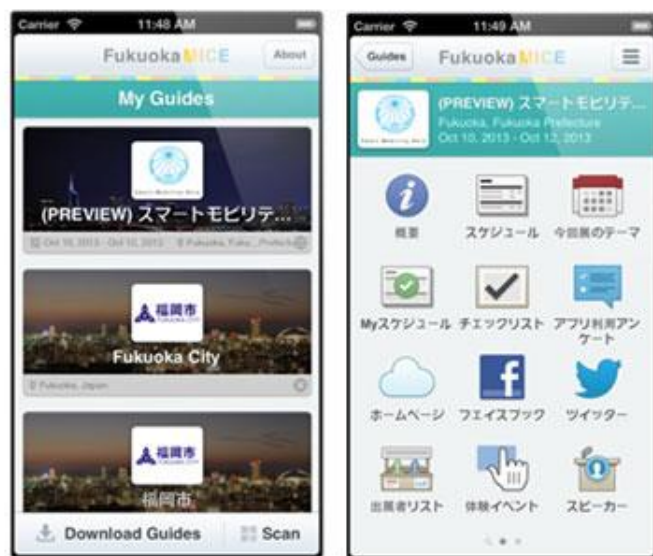 Carrier 11:48 AM
FukuokaMICE
About
My Guides
(PREVIEW) スマートモビリテ...
Oct 10, 2013 - Oct 12, 2013 Fukuoka, Fuku... Prefecture
福岡市
FUKUOKA CITY
Fukuoka City
Fukuoka, Japan
福岡市
FUKUOKA CITY
福岡市
Download Guides
Scan
Carrier 11:49 AM
Guides
FukuokaMICE
(PREVIEW) スマートモビリテ...
Fukuoka, Fukuoka Prefecture
Oct 10, 2013 - Oct 12, 2013
概要 スケジュール 今回展のテーマ
Myスケジュール チェックリスト アプリ利用アン
ケート
ホームページ フェイスブック ツイッター
出展者リスト 体験イベント スピーカー